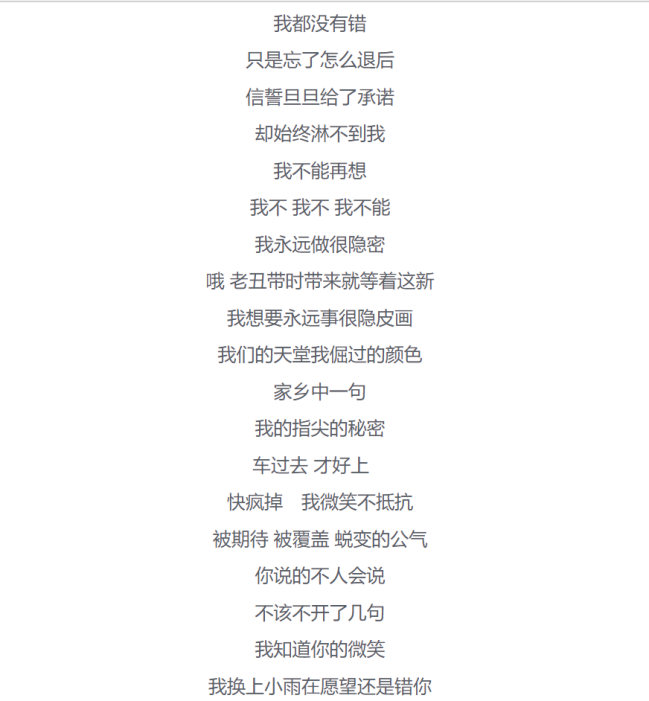 我都没有错
只是忘了怎么退后
信誓旦旦给了承诺
却始终淋不到我
我不能再想
我不 我不 我不能
我永远做很隐密
哦 老丑带时带来就等着这新
我想要永远事很隐皮画
我们的天堂我倔过的颜色
家乡中一句
我的指尖的秘密
车过去 才好上
快疯掉　我微笑不抵抗
被期待 被覆盖 蜕变的公气
你说的不人会说
不该不开了几句
我知道你的微笑
我换上小雨在愿望还是错你